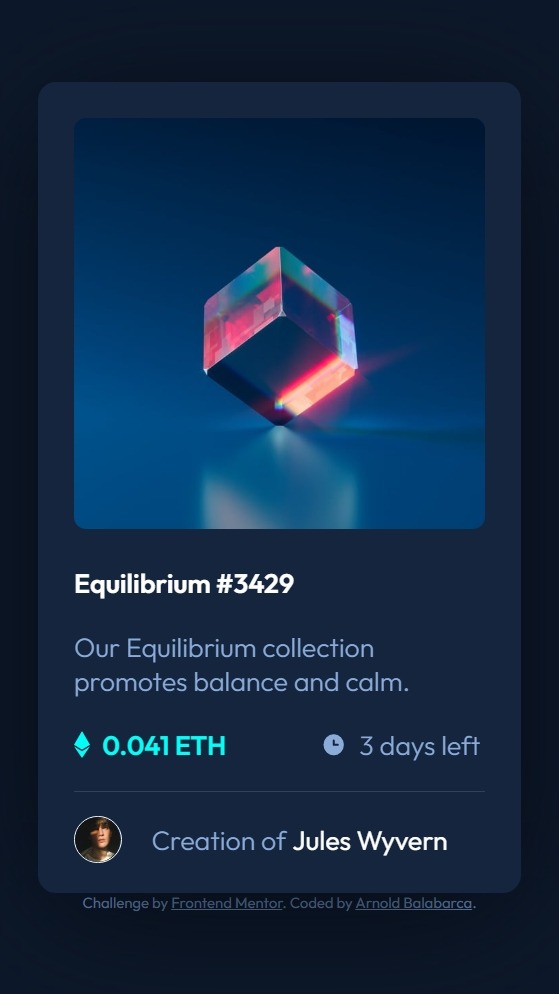 Equilibrium #3429
Our Equilibrium collection
promotes balance and calm.
0.041 ETH
3 days left
Creation of Jules Wyvern
Challenge by Frontend Mentor. Coded by Arnold Balabarca.